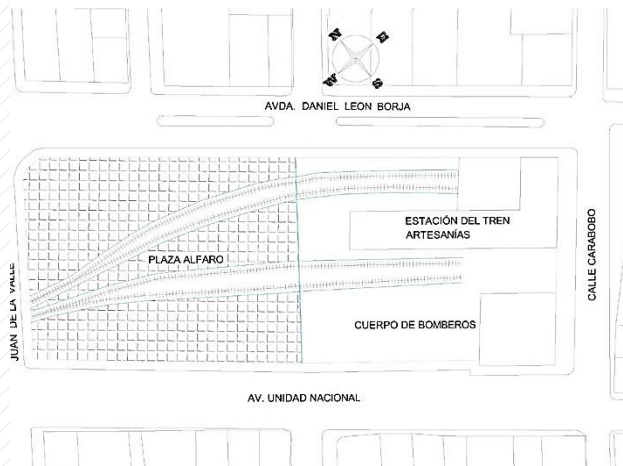 N
E
W
S
AVDA. DANIEL LEON BORJA
ESTACIÓN DEL TREN
ARTESANÍAS
PLAZA ALFARO
CALLE CARABOBO
JUAN DE LA VALLE
CUERPO DE BOMBEROS
AV. UNIDAD NACIONAL